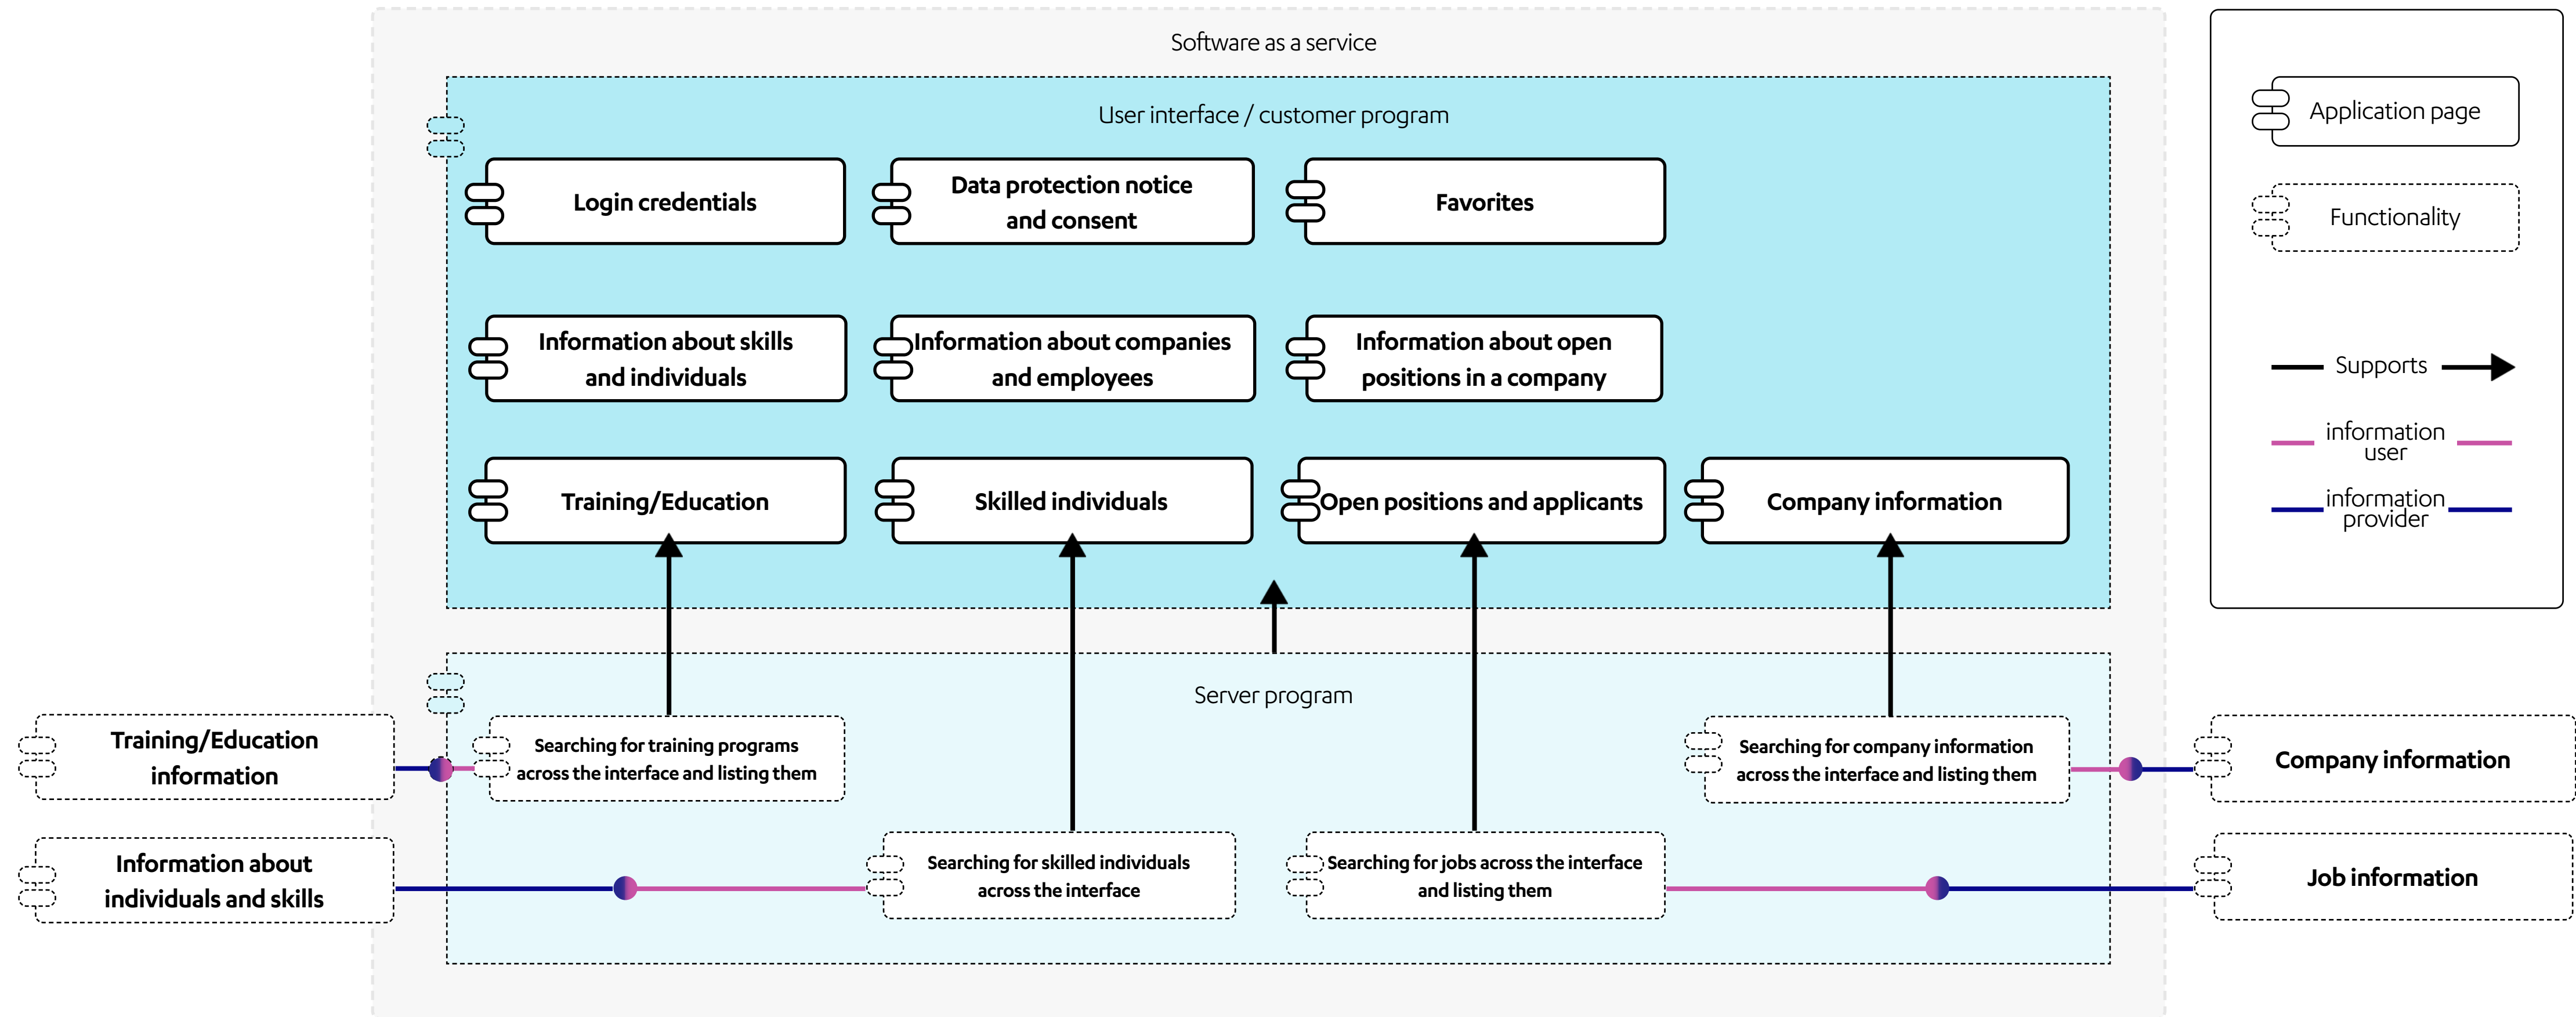 Software as a service
User interface / customer program
Login credentials
Data protection notice
and consent
Favorites
Information about skills
and individuals
Information about companies
and employees
Information about open
positions in a company
Training/Education
Skilled individuals
Open positions and applicants
Company information
Server program
Training/Education
information
Searching for training programs
across the interface and listing them
Searching for company information
across the interface and listing them
Company information
Information about
individuals and skills
Searching for skilled individuals
across the interface
Searching for jobs across the interface
and listing them
Job information
Application page
Functionality
Supports
information
user
information
provider